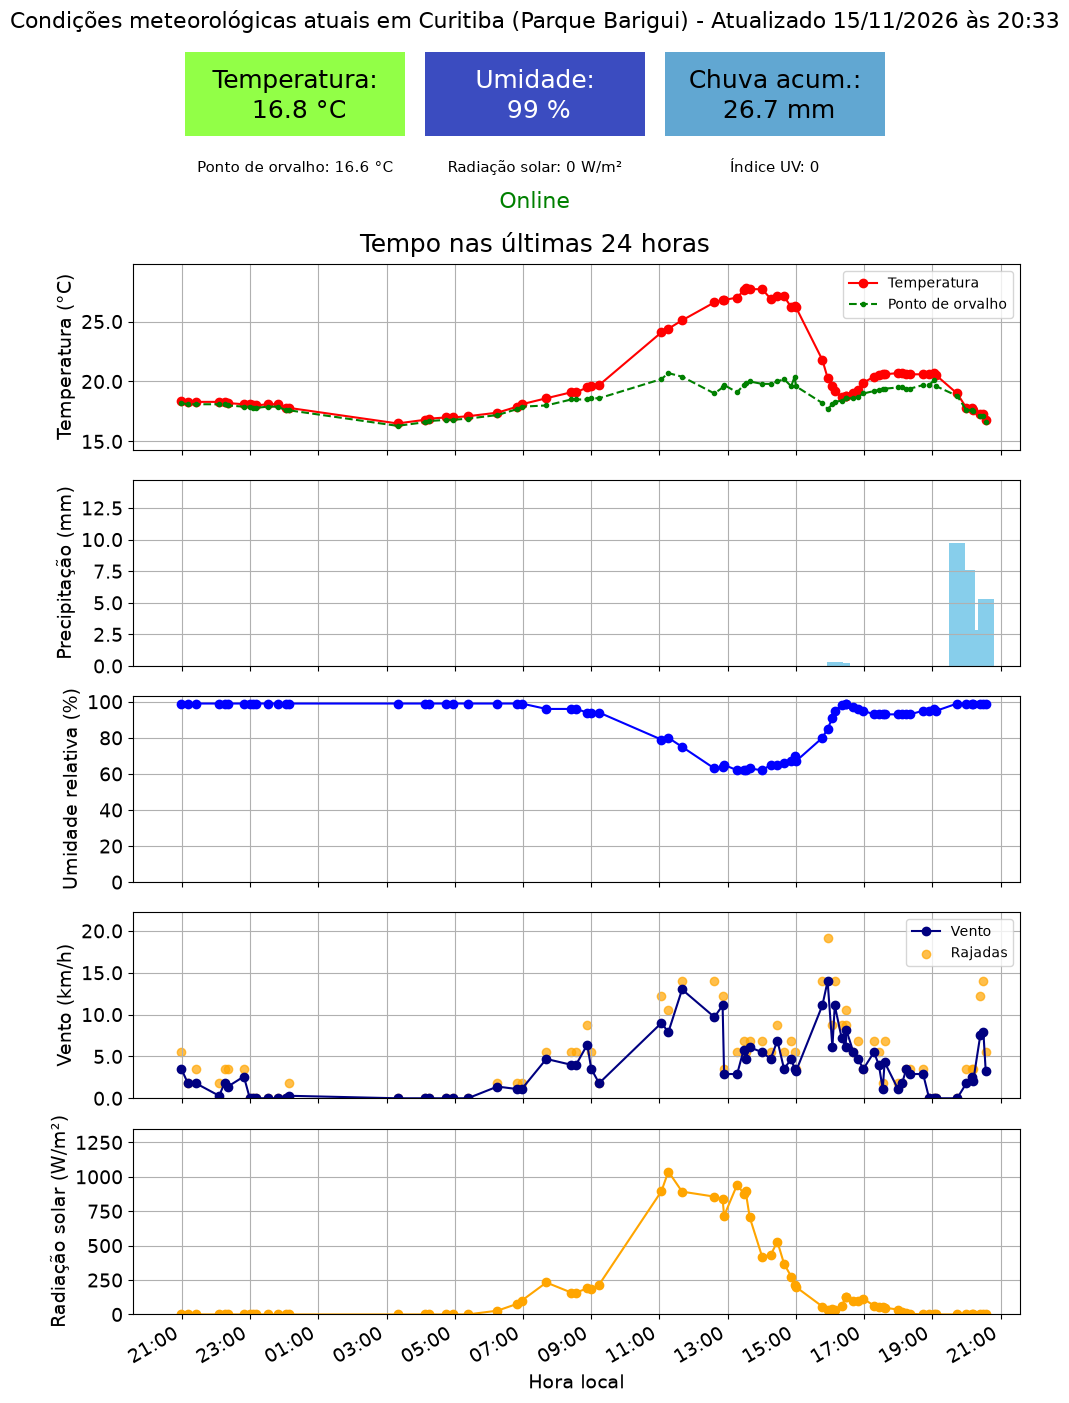 Condições meteorológicas atuais em Curitiba (Parque Barigui) - Atualizado 15/11/2026 às 20:33
Temperatura:
16.8 °C
Umidade:
99 %
Chuva acum.:
26.7 mm
Ponto de orvalho: 16.6 °C
Radiação solar: 0 W/m²
Índice UV: 0
Online
Tempo nas últimas 24 horas
Temperatura (°C)
25.0
20.0
15.0
Temperatura
Ponto de orvalho
Precipitação (mm)
12.5
10.0
7.5
5.0
2.5
0.0
Umidade relativa (%)
100
80
60
40
20
0
Vento (km/h)
20.0
15.0
10.0
5.0
0.0
Vento
Rajadas
Radiação solar (W/m²)
1250
1000
750
500
250
0
21:00
23:00
01:00
03:00
05:00
07:00
09:00
11:00
13:00
15:00
17:00
19:00
21:00
Hora local